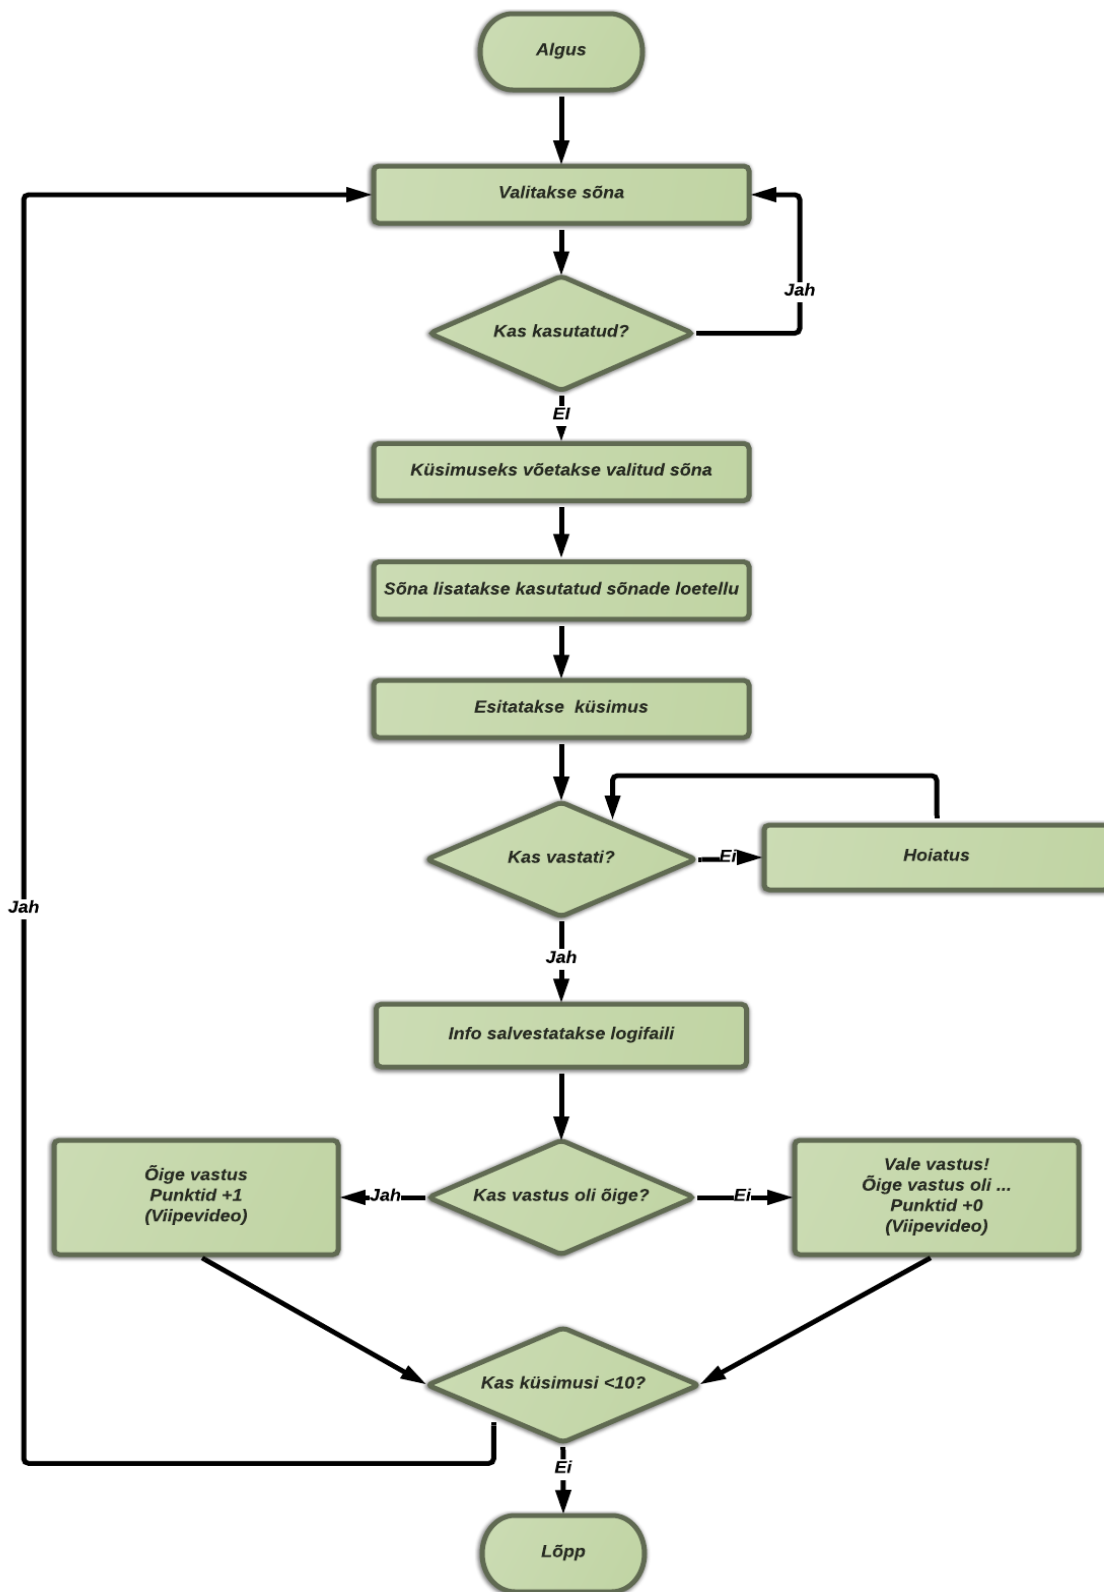 Algus
Valitakse sõna
Jah
Kas kasutatud?
EI
Küsimuseks võetakse valitud sõna
Sõna lisatakse kasutatud sõnade loetellu
Esitatakse küsimus
Kas vastati?
Ei
Hoiatus
Jah
Jah
Info salvestatakse logifaili
Õige vastus
Punktid +1
(Viipevideo)
Jah
Kas vastus oli õige?
Ei
Vale vastus!
Õige vastus oli ...
Punktid +0
(Viipevideo)
Kas küsimusi <10?
Ei
Lõpp